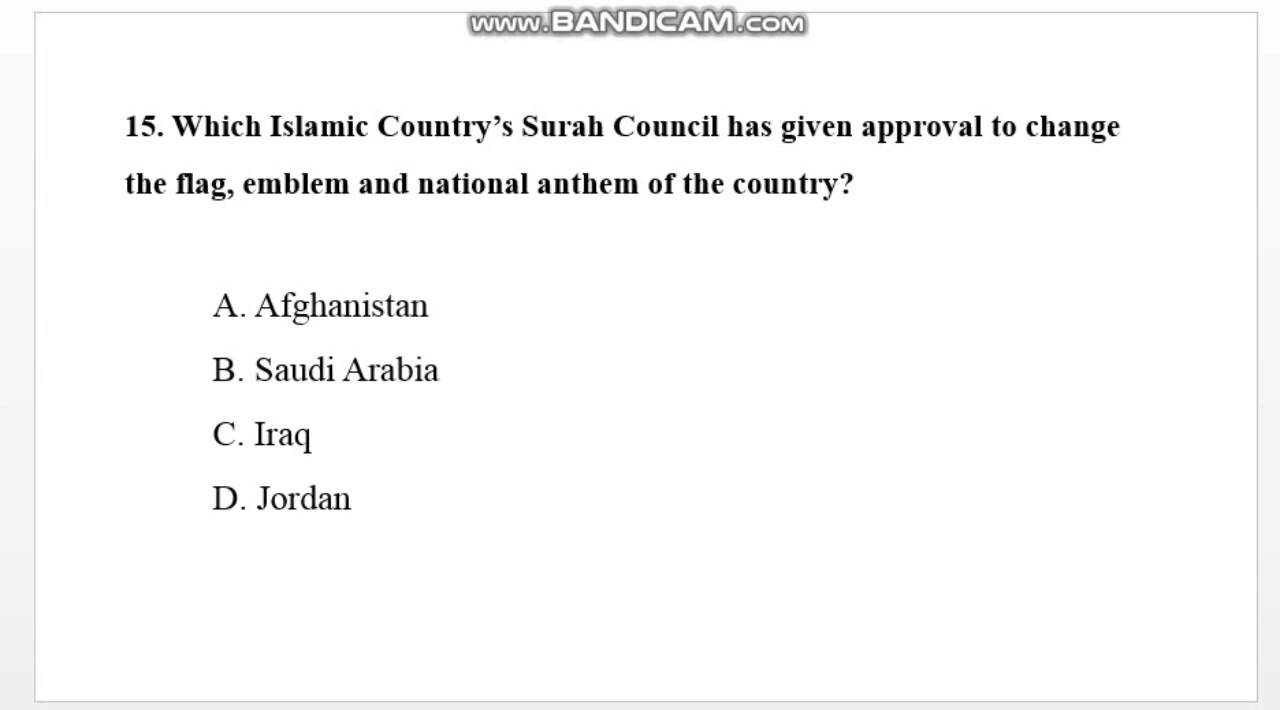 www.BANDICAM.com
15. Which Islamic Country’s Surah Council has given approval to change
the flag, emblem and national anthem of the country?
A. Afghanistan
B. Saudi Arabia
C. Iraq
D. Jordan